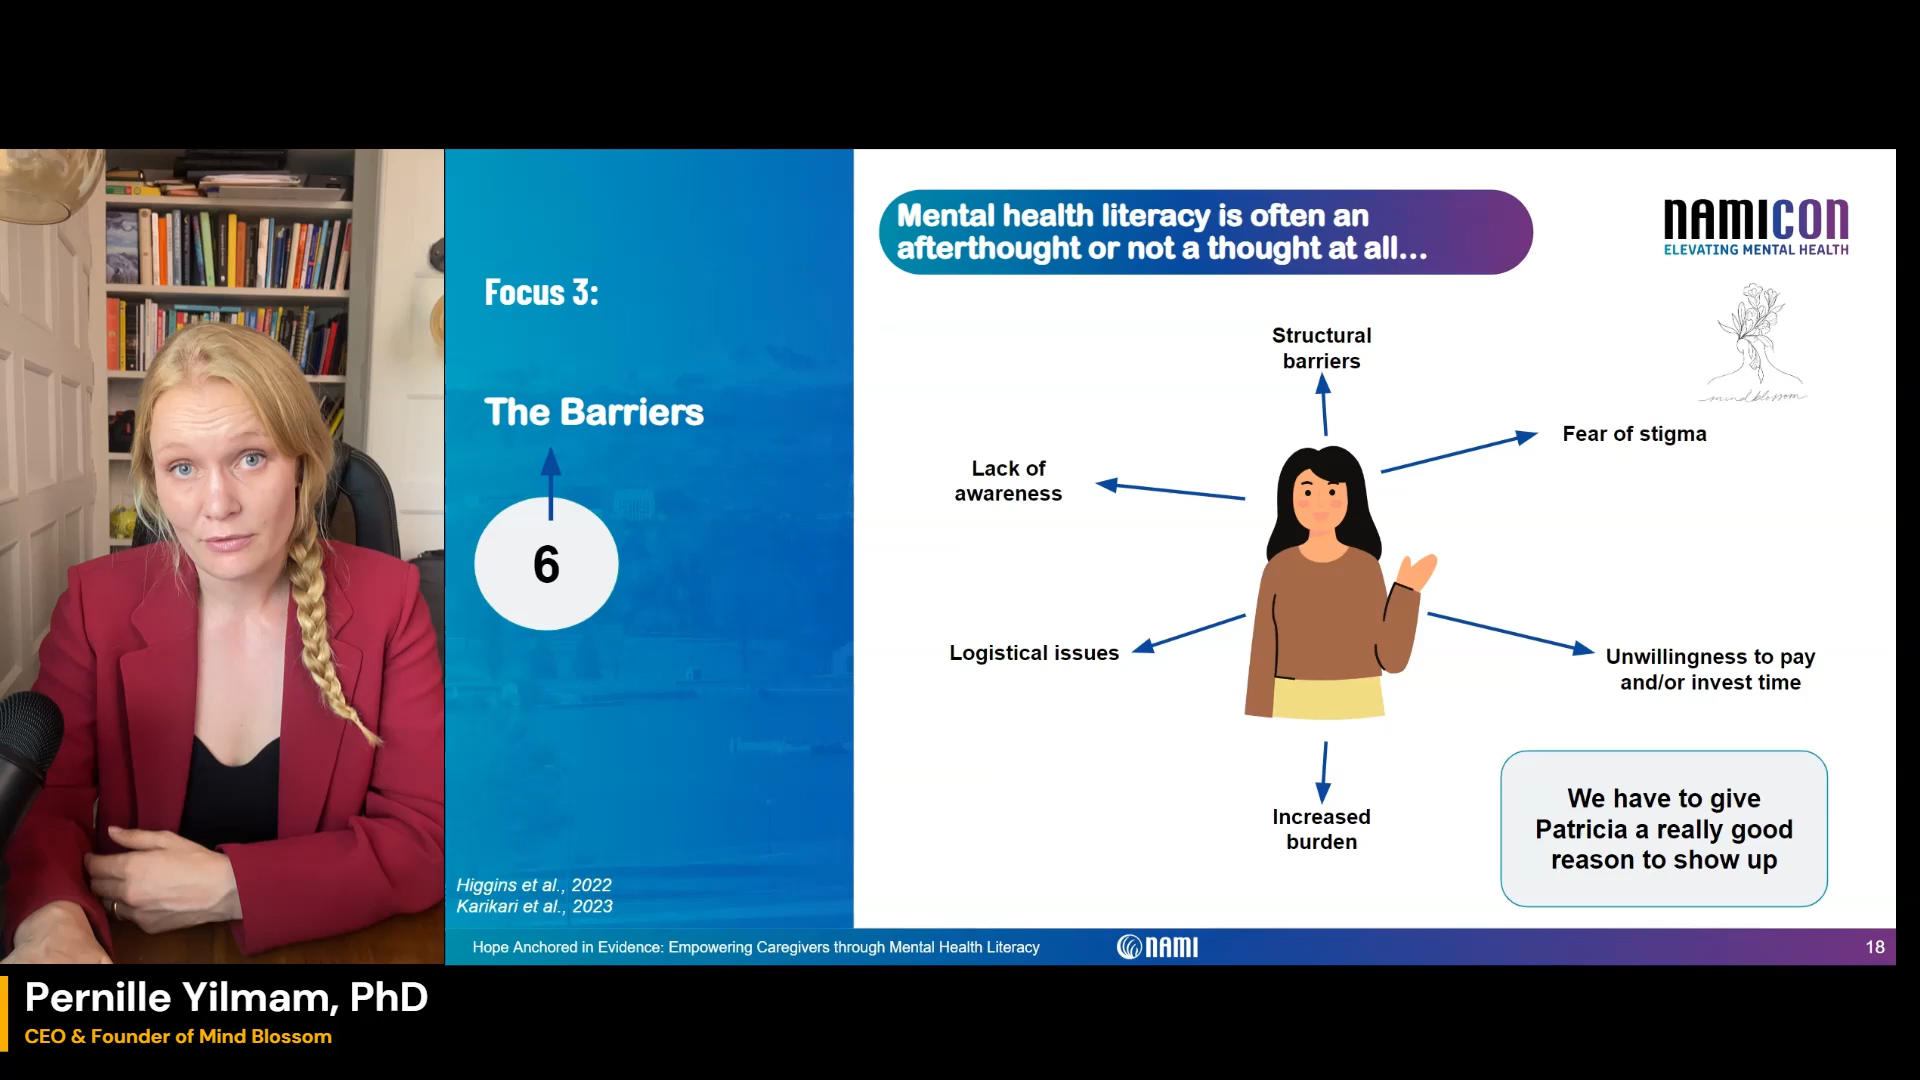 Focus 3:
The Barriers
6
Higgins et al., 2022
Karikari et al., 2023
Mental health literacy is often an
afterthought or not a thought at all...
NAMICON
ELEVATING MENTAL HEALTH
mindblossom
Structural
barriers
Fear of stigma
Lack of
awareness
Logistical issues
Unwillingness to pay
and/or invest time
Increased
burden
We have to give
Patricia a really good
reason to show up
Hope Anchored in Evidence: Empowering Caregivers through Mental Health Literacy
NAMI
18
Pernille Yilmam, PhD
CEO & Founder of Mind Blossom